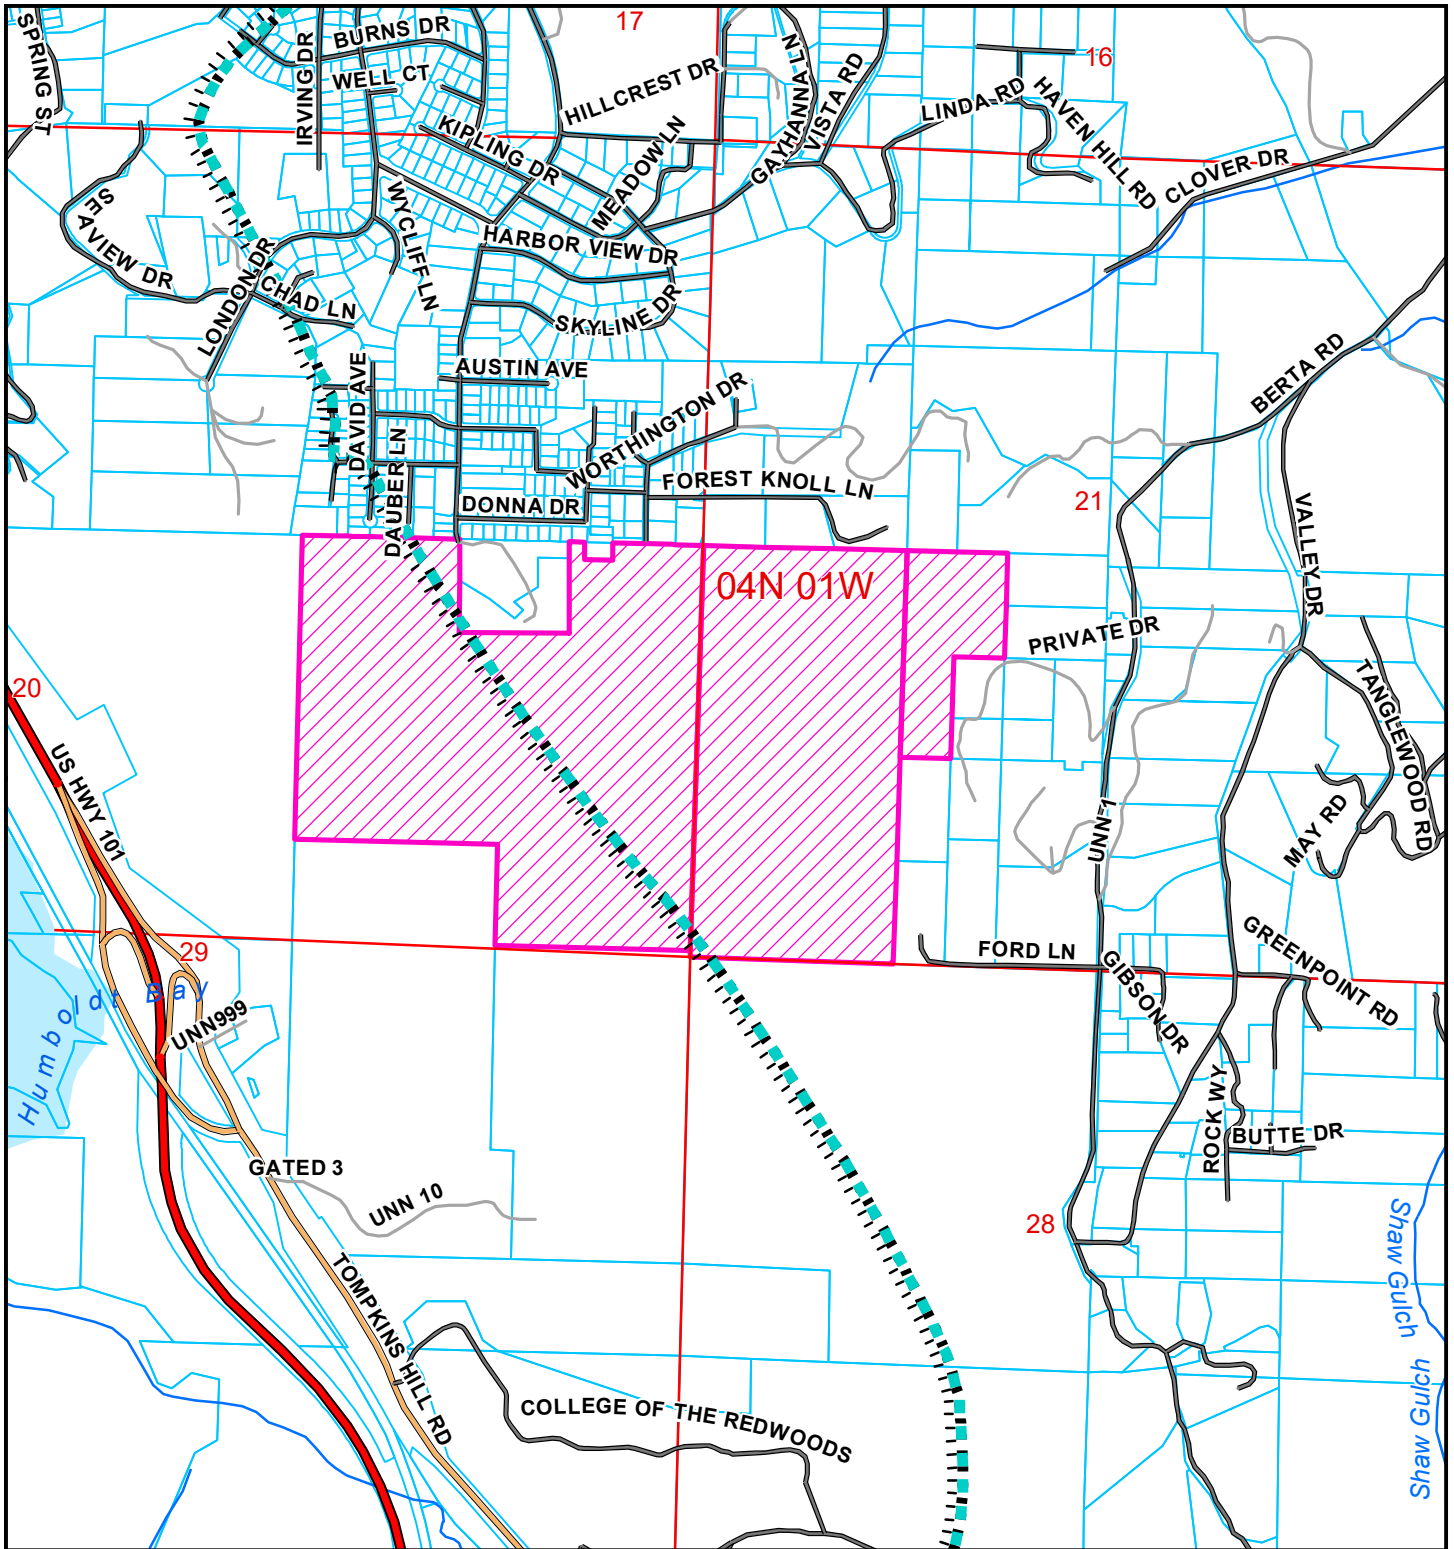 SPRING ST
BURNS DR
17
16
IRVING DR
WELL CT
HILLCREST DR
GAYHANNA LN
VISTA RD
LINDA RD
HAVEN HILL RD
KIPLING DR
MEADOW LN
CLOVER DR
SEAVIEW DR
WYCLIFF LN
HARBOR VIEW DR
LONDON DR
CHAD LN
SKYLINE DR
DAVID AVE
AUSTIN AVE
BERTA RD
WORTHINGTON DR
DAUBER LN
DONNA DR
FOREST KNOLL LN
21
VALLEY DR
04N 01W
PRIVATE DR
20
TANGLEWOOD RD
US HWY 101
UNN 1
MAY RD
29
FORD LN
GIBSON DR
GREENPOINT RD
Humboldt Bay
UNN999
ROCK WY
BUTTE DR
GATED 3
UNN 10
28
Shaw Gulch
TOMPKINS HILL RD
Shaw Gulch
COLLEGE OF THE REDWOODS